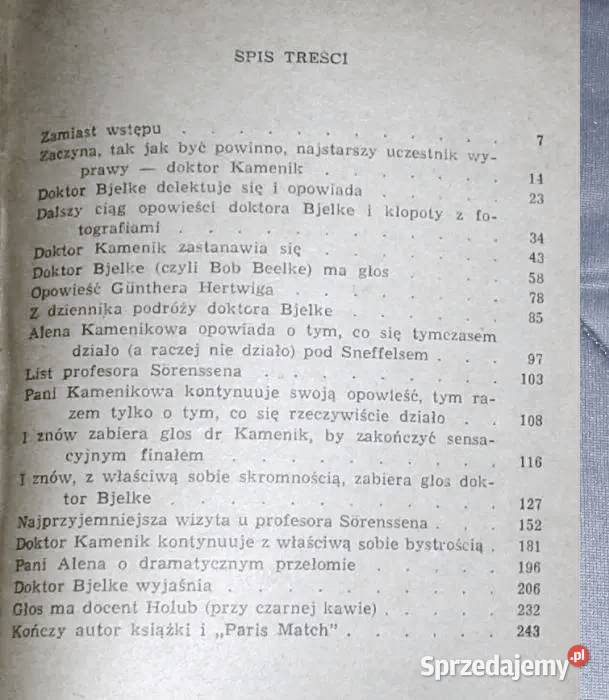 SPIS TREŚCI
Zamiast wstępu . . . . . . . . . . . 7
Zaczyna, tak jak być powinno, najstarszy uczestnik wy-
prawy — doktor Kamenik . . . . . . . 14
Doktor Bjelke delektuje się i opowiada . . . . . 23
Dalszy ciąg opowieści doktora Bjelke i kłopoty z fo-
tografiami . . . . . . . . . . . 34
Doktor Kamenik zastanawia się . . . . . . 43
Doktor Bjelke (czyli Bob Beelke) ma głos . . . . 58
Opowieść Günthera Hertwiga . . . . . . . 78
Z dziennika podróży doktora Bjelke . . . . . 85
Alena Kamenikowa opowiada o tym, co się tymczasem
działo (a raczej nie działo) pod Sneffelsem . . . 97
List profesora Sörenssena . . . . . . . . 103
Pani Kamenikowa kontynuuje swoją opowieść, tym ra-
zem tylko o tym, co się rzeczywiście działo . . 108
I znów zabiera głos dr Kamenik, by zakończyć sensa-
cyjnym finałem . . . . . . . . . 116
I znów, z właściwą sobie skromnością, zabiera głos dok-
tor Bjelke . . . . . . . . . . . 127
Najprzyjemniejsza wizyta u profesora Sörenssena . . . 152
Doktor Kamenik kontynuuje z właściwą sobie bystrością . 181
Pani Alena o dramatycznym przełomie . . . . . 196
Doktor Bjelke wyjaśnia . . . . . . . . 206
Głos ma docent Holub (przy czarnej kawie) . . . . 232
Kończy autor książki i „Paris Match” . . . . . 243
Sprzedajemy.pl